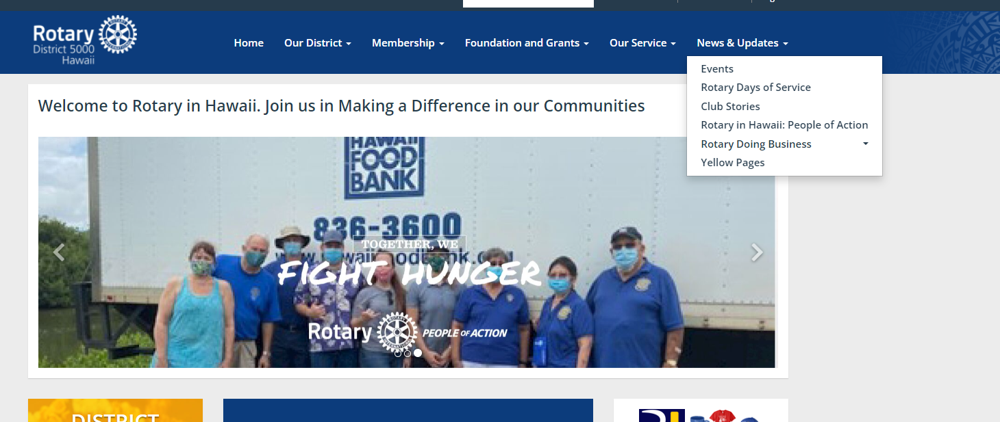 Rotary
District 5000
Hawaii
Home
Our District
Membership
Foundation and Grants
Our Service
News & Updates
Events
Rotary Days of Service
Club Stories
Rotary in Hawaii: People of Action
Rotary Doing Business
Yellow Pages
Welcome to Rotary in Hawaii. Join us in Making a Difference in our Communities
HAWAII
FOOD
BANK
836-3600
TOGETHER, WE
FIGHT HUNGER
Rotary
PEOPLE OF ACTION
DISTRICT